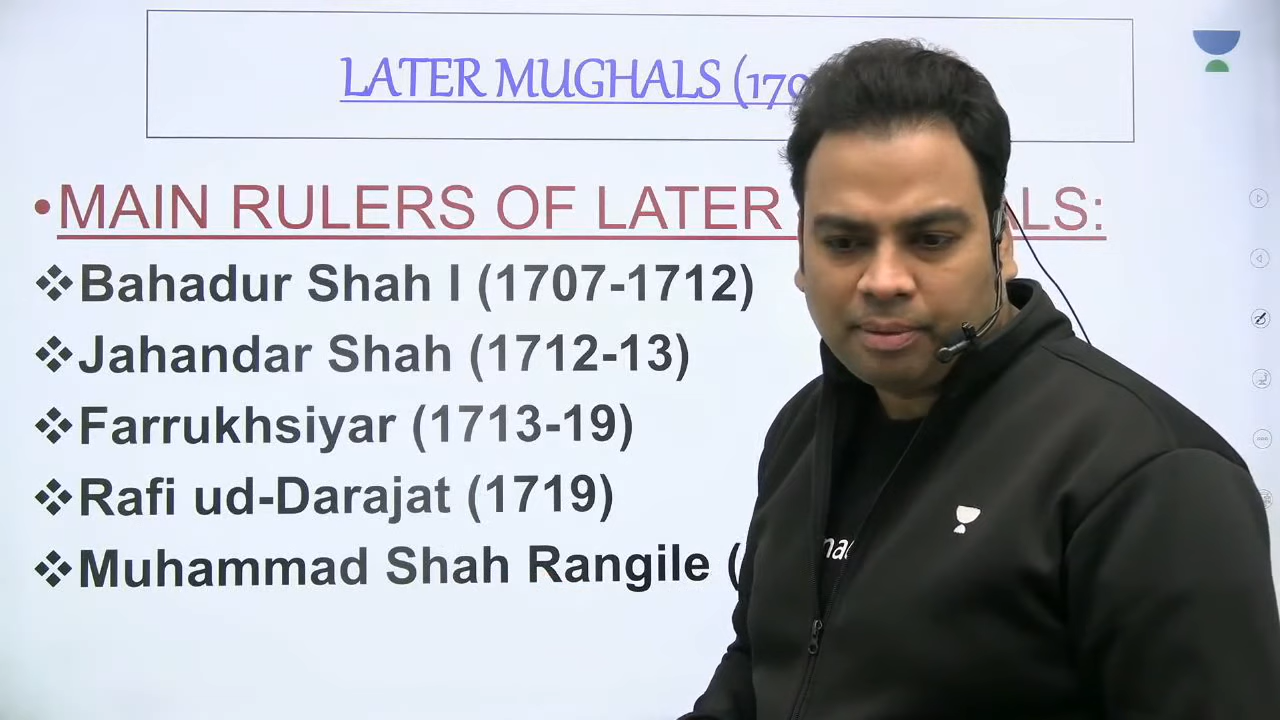 LATER MUGHALS (170
•MAIN RULERS OF LATER ALS:
❖Bahadur Shah I (1707-1712)
❖Jahandar Shah (1712-13)
❖Farrukhsiyar (1713-19)
❖Rafi ud-Darajat (1719)
❖Muhammad Shah Rangile (